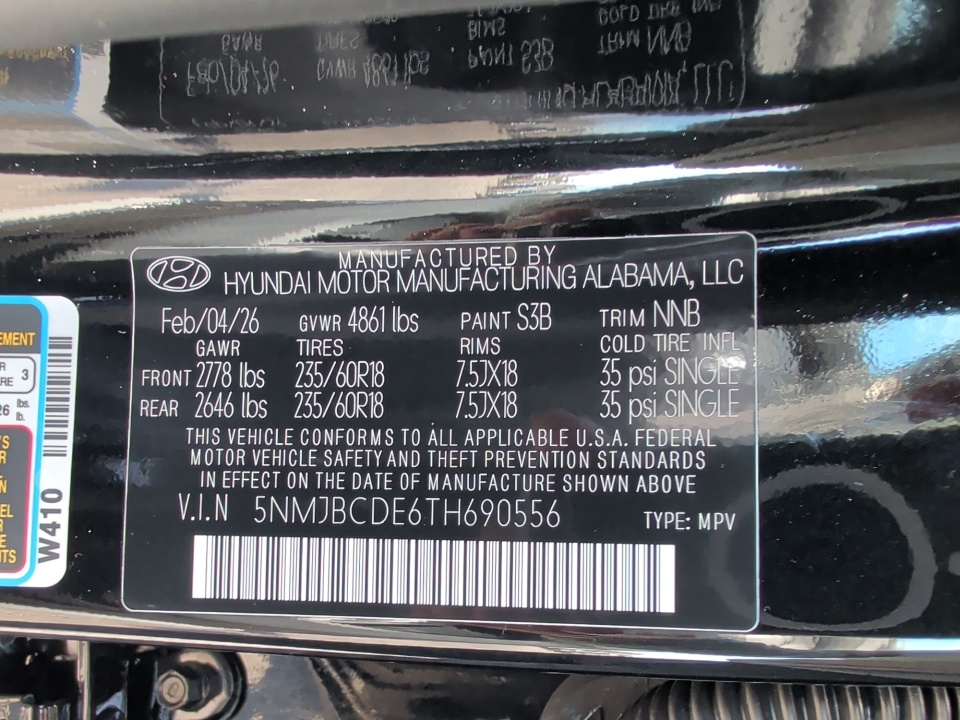 MANUFACTURED BY
HYUNDAI MOTOR MANUFACTURING ALABAMA, LLC
Feb/04/26 GVWR 4861 lbs PAINT S3B TRIM NNB
GAWR TIRES RIMS COLD TIRE INFL
FRONT 2778 lbs 235/60R18 7.5JX18 35 psi SINGLE
REAR 2646 lbs 235/60R18 7.5JX18 35 psi SINGLE
THIS VEHICLE CONFORMS TO ALL APPLICABLE U.S.A. FEDERAL
MOTOR VEHICLE SAFETY AND THEFT PREVENTION STANDARDS
IN EFFECT ON THE DATE OF MANUFACTURE SHOWN ABOVE
V.I.N 5NMJBCDE6TH690556 TYPE: MPV
W410